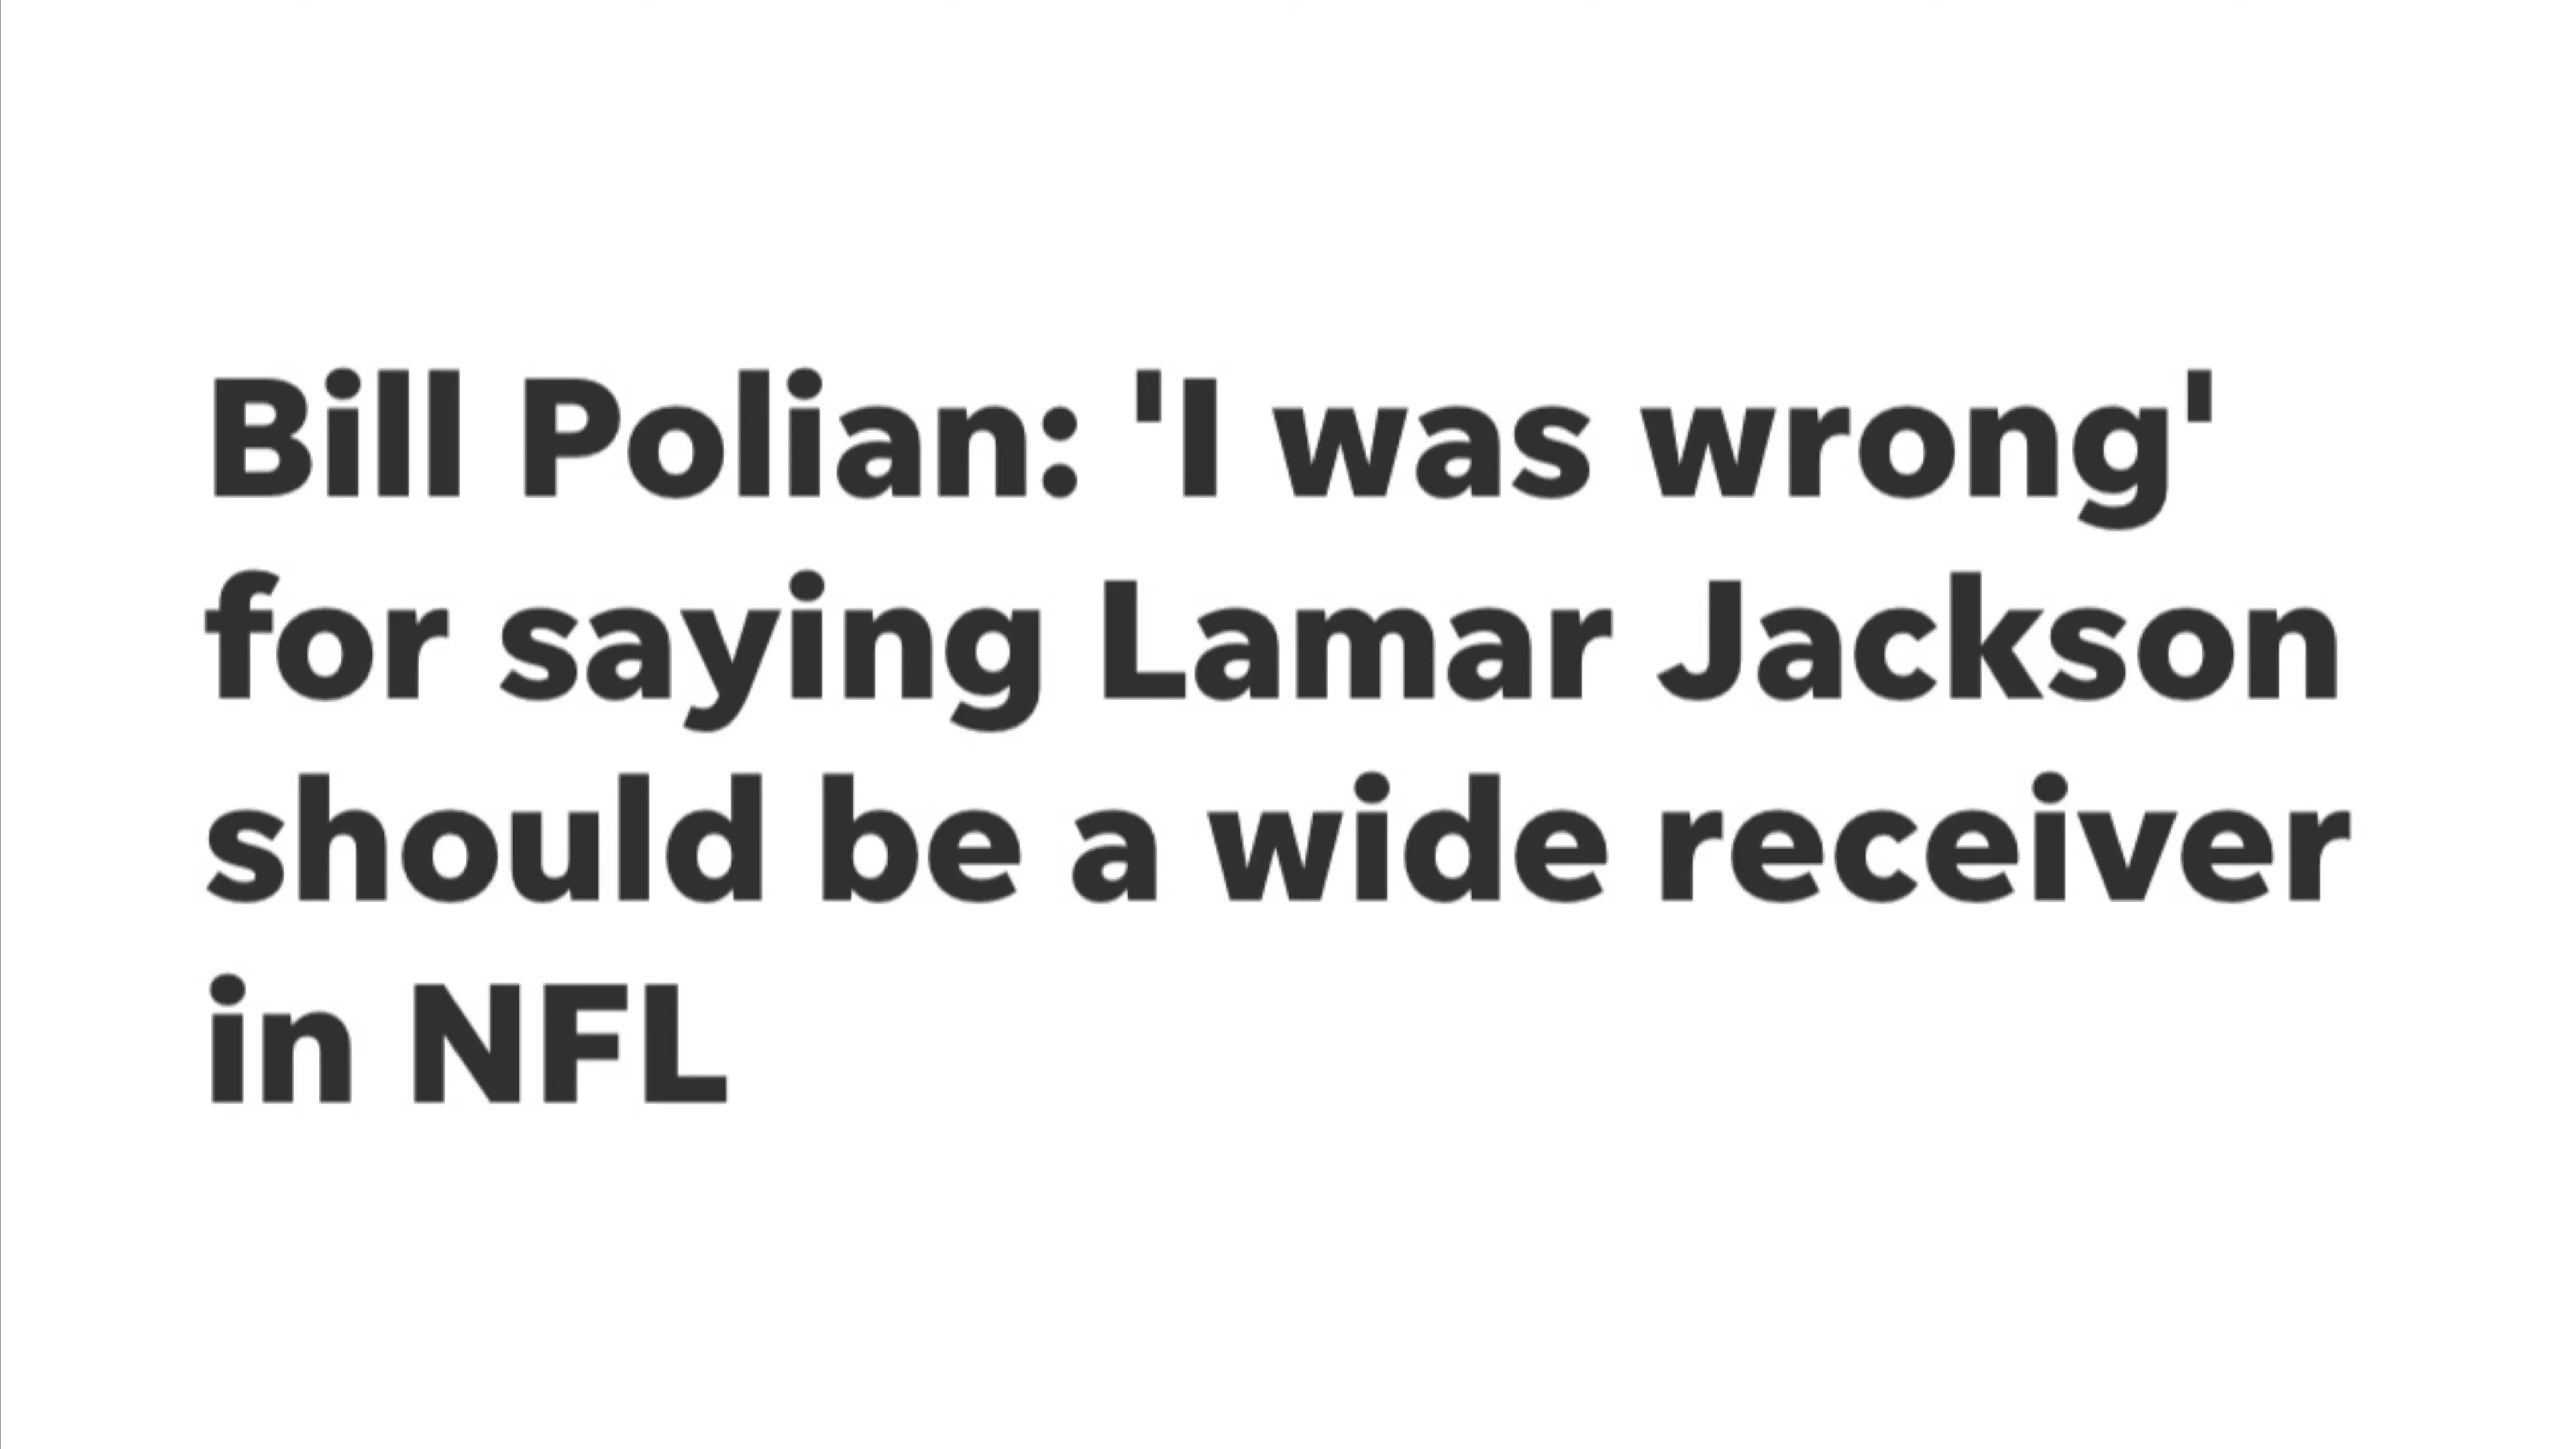 Bill Polian: 'I was wrong'
for saying Lamar Jackson
should be a wide receiver
in NFL